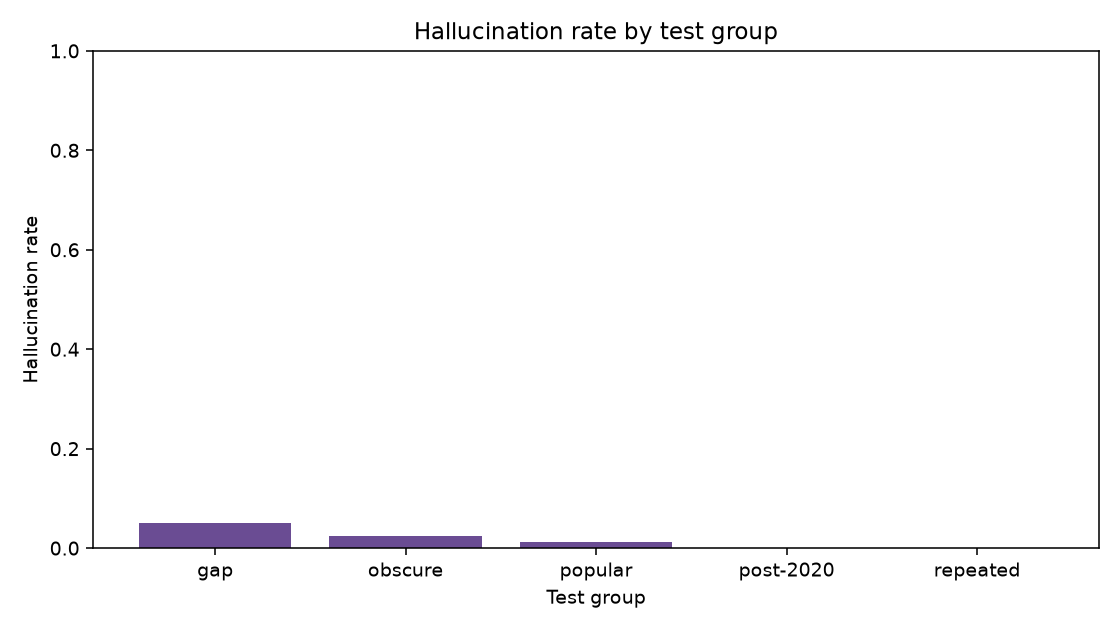 Hallucination rate by test group
1.0
0.8
0.6
0.4
0.2
0.0
Hallucination rate
gap obscure popular post-2020 repeated
Test group